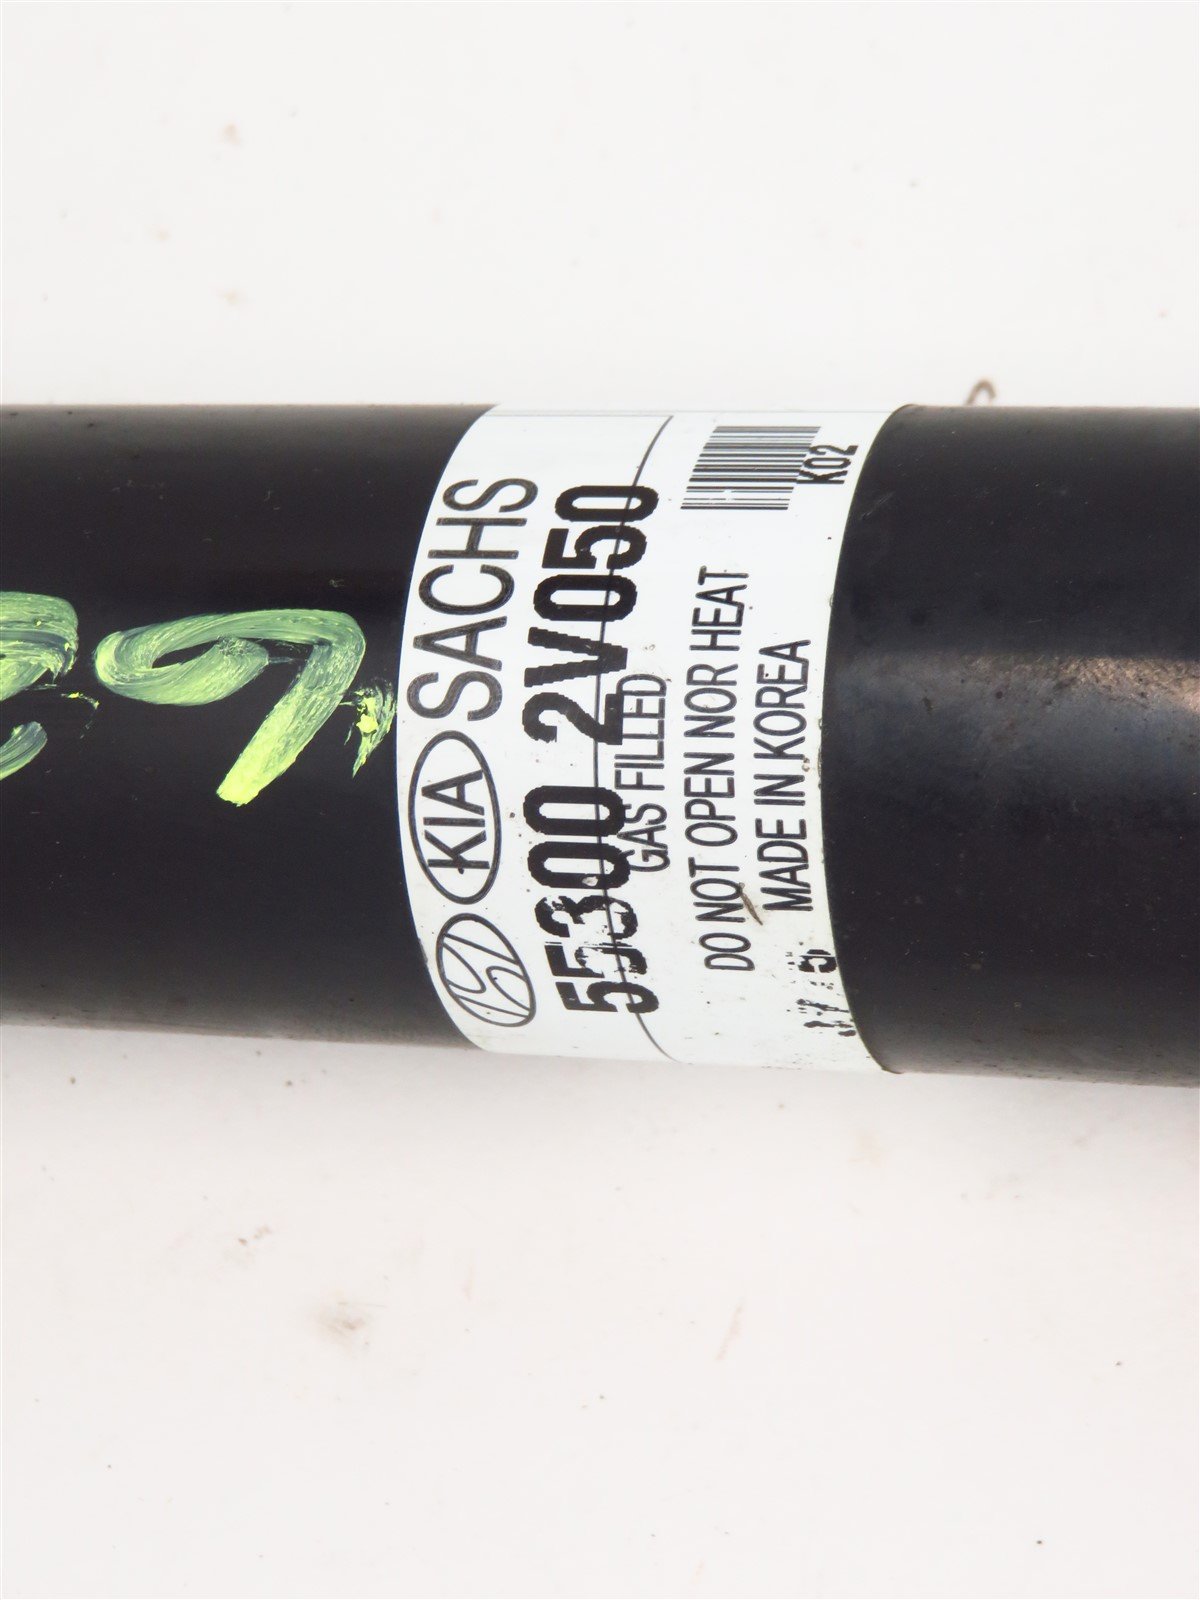 KIA SACHS
55300 2V050
GAS FILLED
DO NOT OPEN NOR HEAT
MADE IN KOREA
K02